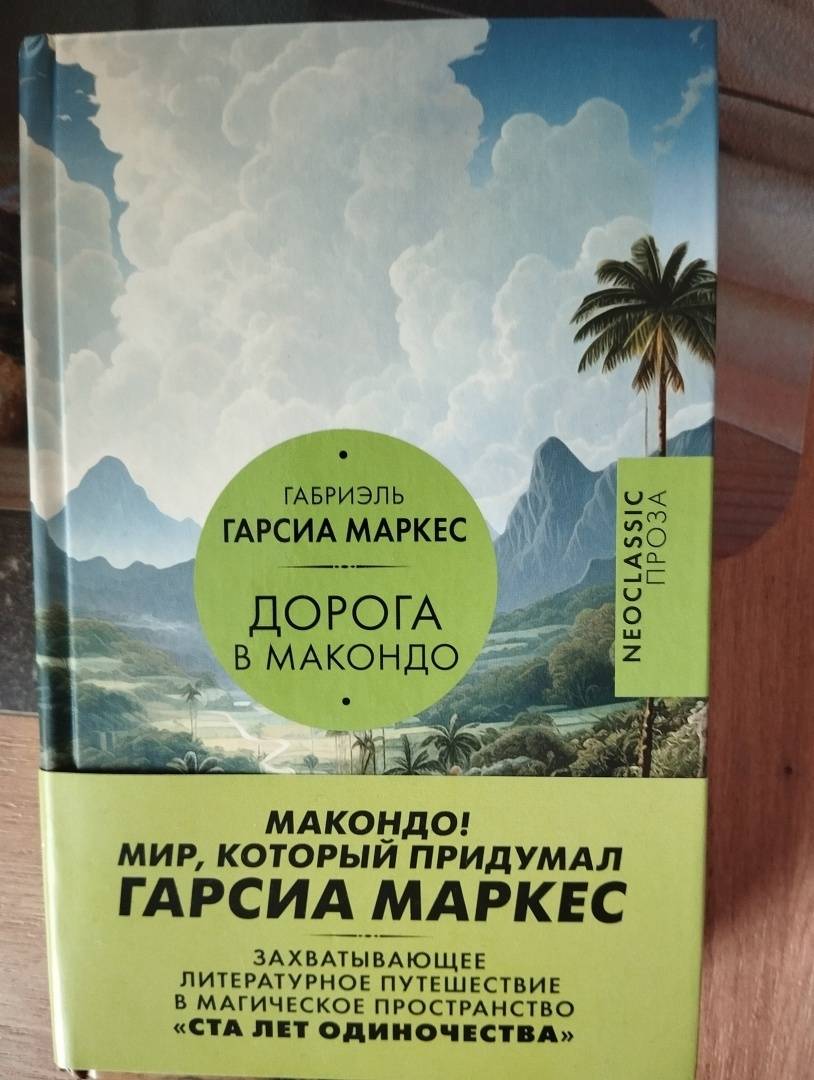 ГАБРИЭЛЬ
ГАРСИА МАРКЕС
ДОРОГА
В МАКОНДО
NEOCLASSIC
ПРОЗА
МАКОНДО!
МИР, КОТОРЫЙ ПРИДУМАЛ
ГАРСИА МАРКЕС
ЗАХВАТЫВАЮЩЕЕ
ЛИТЕРАТУРНОЕ ПУТЕШЕСТВИЕ
В МАГИЧЕСКОЕ ПРОСТРАНСТВО
«СТА ЛЕТ ОДИНОЧЕСТВА»